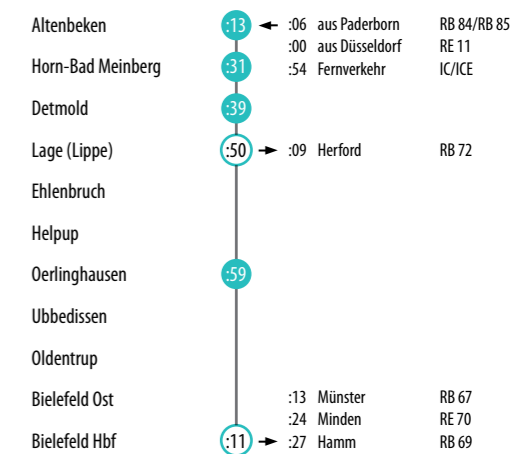 Altenbeken :13 :06 aus Paderborn RB 84/RB 85
:00 aus Düsseldorf RE 11
Horn-Bad Meinberg :31 :54 Fernverkehr IC/ICE
Detmold :39
Lage (Lippe) :50 :09 Herford RB 72
Ehlenbruch
Helpup
Oerlinghausen :59
Ubbedissen
Oldentrup
Bielefeld Ost :13 Münster RB 67
:24 Minden RE 70
Bielefeld Hbf :11 :27 Hamm RB 69